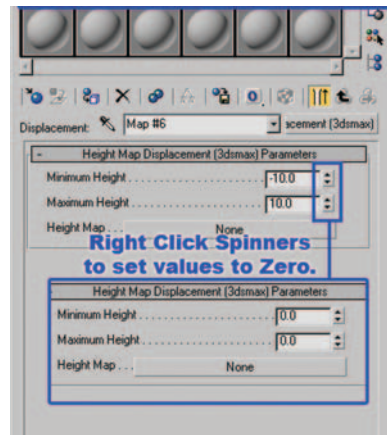 Displacement: Map #6 scement (3dsmax)
- Height Map Displacement (3dsmax) Parameters
Minimum Height . . . . . . . . . . . . . . . . . . . . . . . -10.0
Maximum Height . . . . . . . . . . . . . . . . . . . . . . 10.0
Height Map . . . None
Right Click Spinners
to set values to Zero.
Height Map Displacement (3dsmax) Parameters
Minimum Height . . . . . . . . . . . . . . . . . . . . . . . 0.0
Maximum Height . . . . . . . . . . . . . . . . . . . . . . 0.0
Height Map . . . None